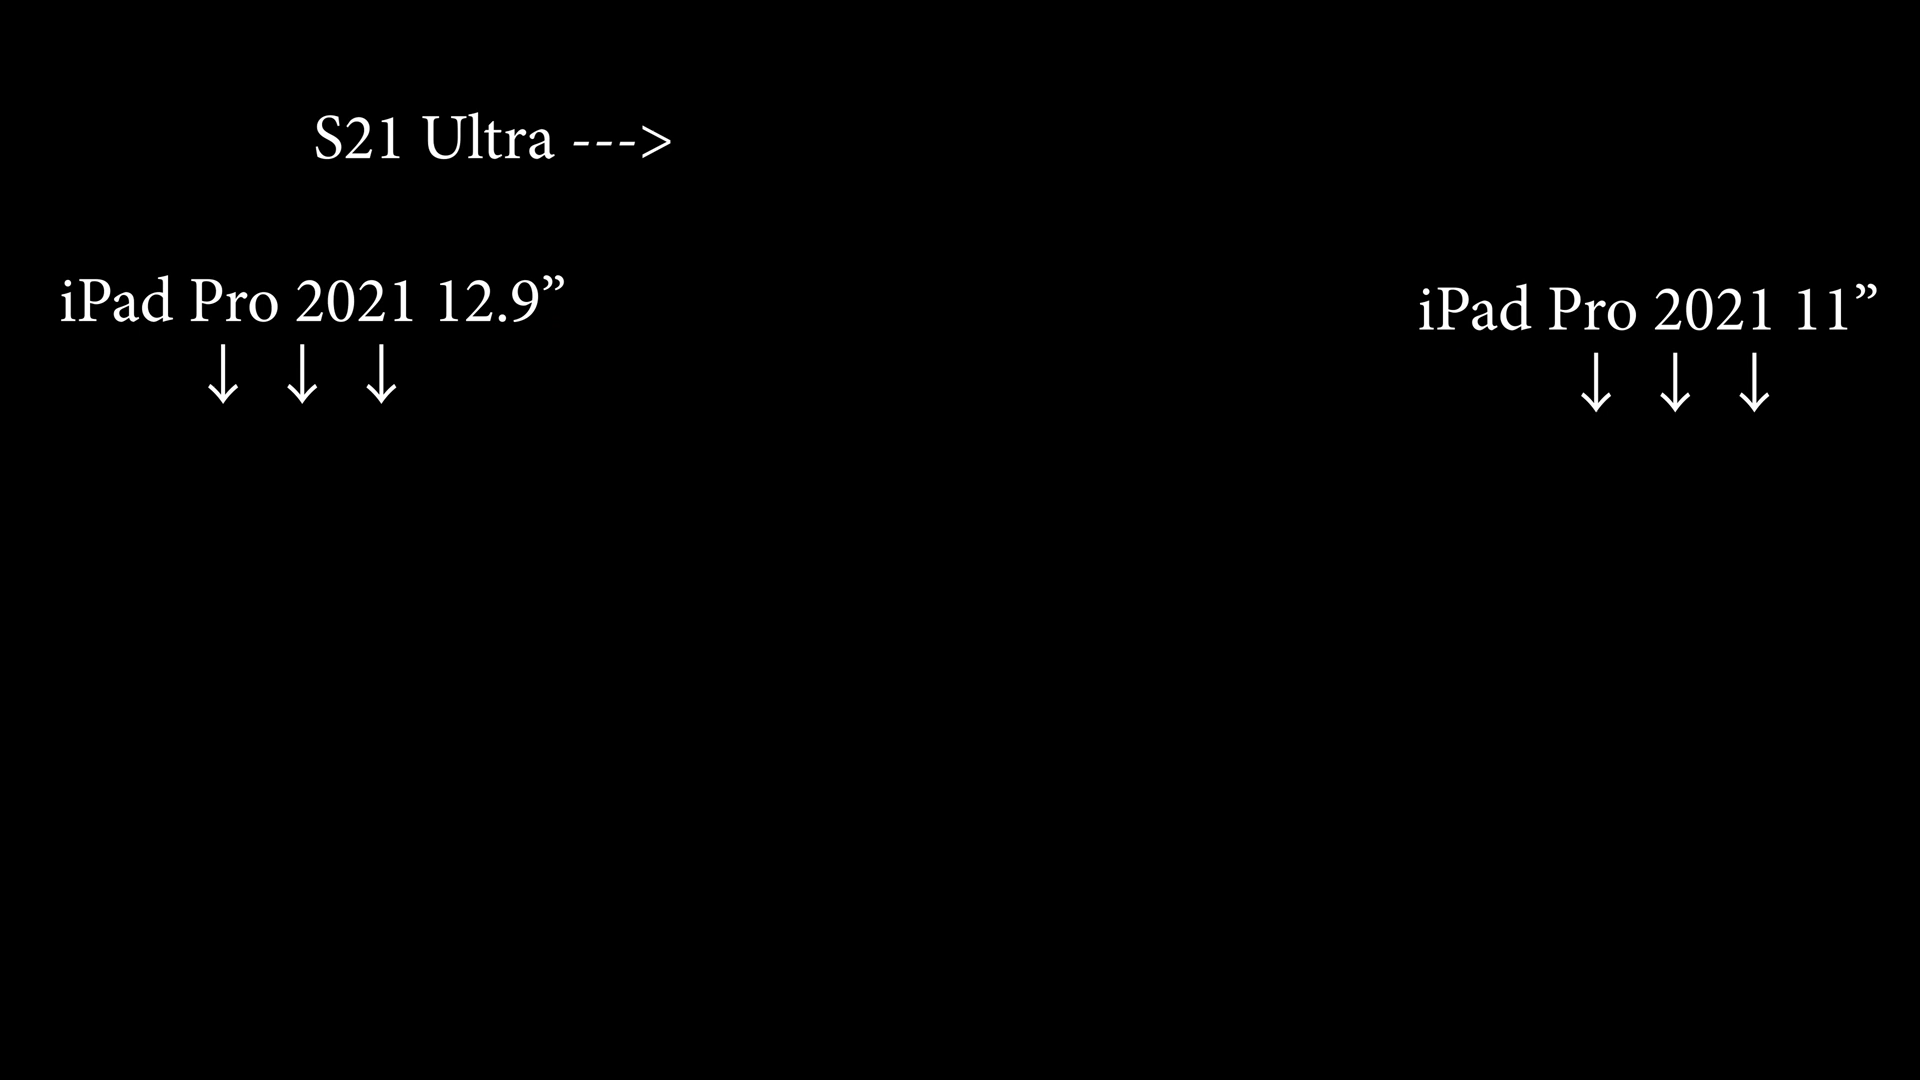 S21 Ultra --->
iPad Pro 2021 12.9”
↓ ↓ ↓
iPad Pro 2021 11”
↓ ↓ ↓